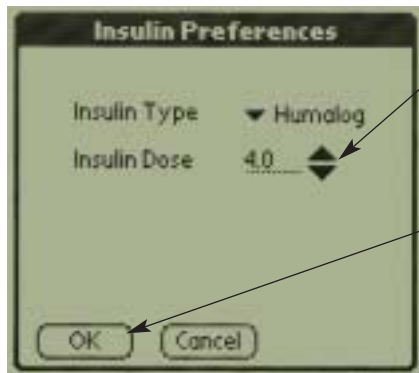 Insulin Preferences
Insulin Type Humalog
Insulin Dose 4.0
OK Cancel